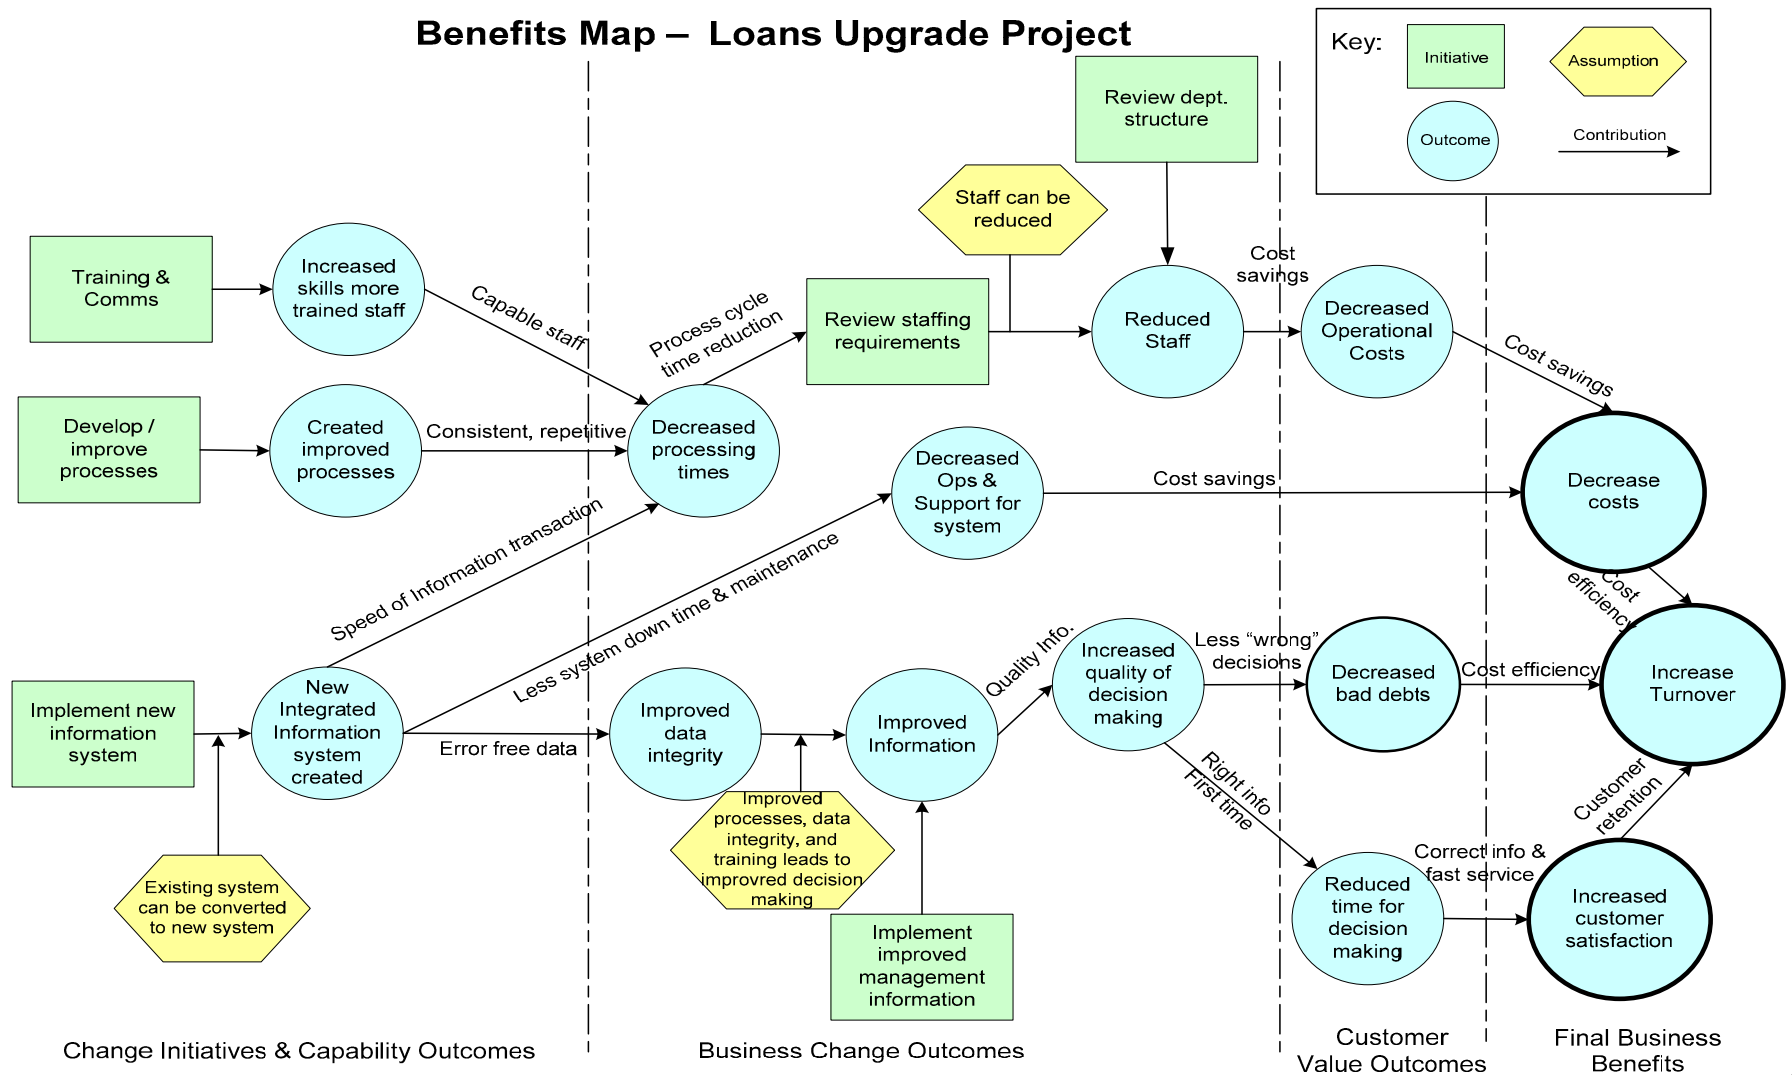 Benefits Map –  Loans Upgrade Project
Key:
Initiative
Assumption
Outcome
Contribution
Review dept.
structure
Staff can be
reduced
Training &
Comms
Increased
skills more
trained staff
Capable staff
Process cycle
time reduction
Review staffing
requirements
Reduced
Staff
Cost
savings
Decreased
Operational
Costs
Cost savings
Develop /
improve
processes
Created
improved
processes
Consistent, repetitive
Decreased
processing
times
Decreased
Ops &
Support for
system
Cost savings
Decrease
costs
Speed of Information transaction
Less system down time & maintenance
Cost
efficiency
Implement new
information
system
New
Integrated
Information
system
created
Error free data
Improved
data
integrity
Improved
Information
Quality Info.
Increased
quality of
decision
making
Less “wrong”
decisions
Decreased
bad debts
Cost efficiency
Increase
Turnover
Right info
First time
Customer
retention
Existing system
can be converted
to new system
Improved
processes, data
integrity, and
training leads to
improvred decision
making
Implement
improved
management
information
Reduced
time for
decision
making
Correct info &
fast service
Increased
customer
satisfaction
Change Initiatives & Capability Outcomes
Business Change Outcomes
Customer
Value Outcomes
Final Business
Benefits